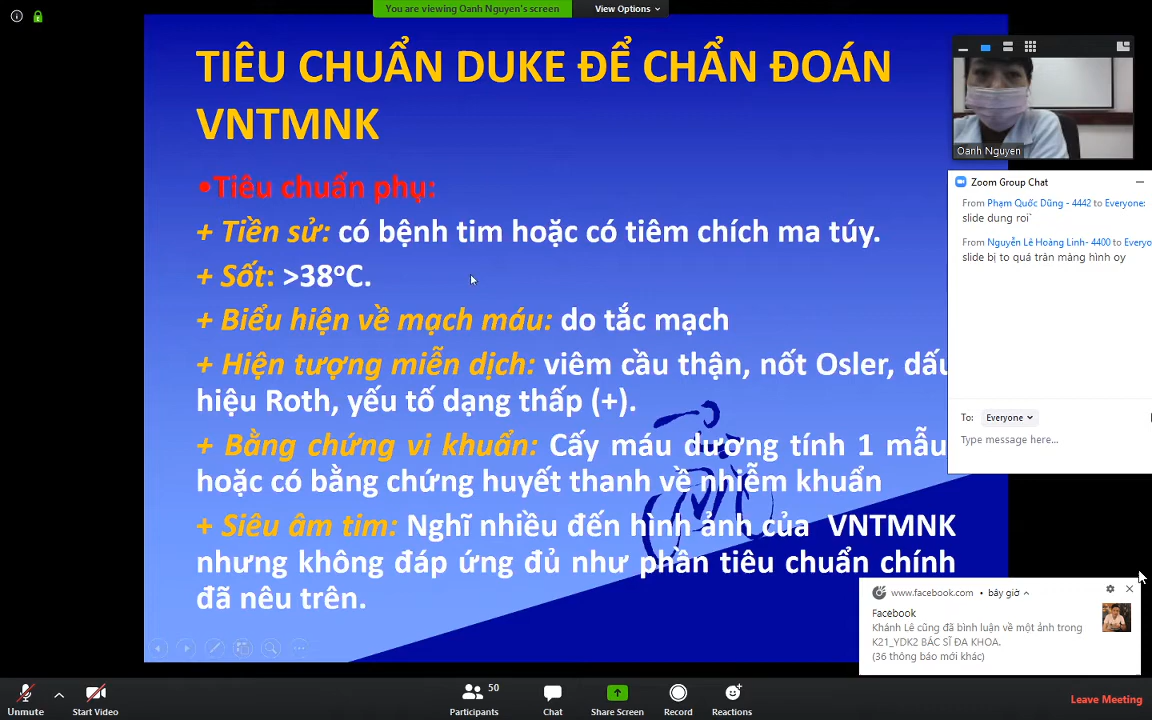 You are viewing Oanh Nguyen's screen
View Options
TIÊU CHUẨN DUKE ĐỂ CHẨN ĐOÁN
VNTMNK
•Tiêu chuẩn phụ:
+ Tiền sử: có bệnh tim hoặc có tiêm chích ma túy.
+ Sốt: >38ºC.
+ Biểu hiện về mạch máu: do tắc mạch
+ Hiện tượng miễn dịch: viêm cầu thận, nốt Osler, dấu
hiệu Roth, yếu tố dạng thấp (+).
+ Bằng chứng vi khuẩn: Cấy máu dương tính 1 mẫu
hoặc có bằng chứng huyết thanh về nhiễm khuẩn
+ Siêu âm tim: Nghĩ nhiều đến hình ảnh của VNTMNK
nhưng không đáp ứng đủ như phần tiêu chuẩn chính
đã nêu trên.
Oanh Nguyen
Zoom Group Chat
From Phạm Quốc Dũng - 4442 to Everyone:
slide dung roi`
From Nguyễn Lê Hoàng Linh- 4400 to Everyo
slide bị to quá tràn màng hình oy
To: Everyone
Type message here...
www.facebook.com • bây giờ
Facebook
Khánh Lê cũng đã bình luận về một ảnh trong
K21_YDK2 BÁC SĨ ĐA KHOA.
(36 thông báo mới khác)
Unmute
Start Video
Participants 50
Chat
Share Screen
Record
Reactions
Leave Meeting